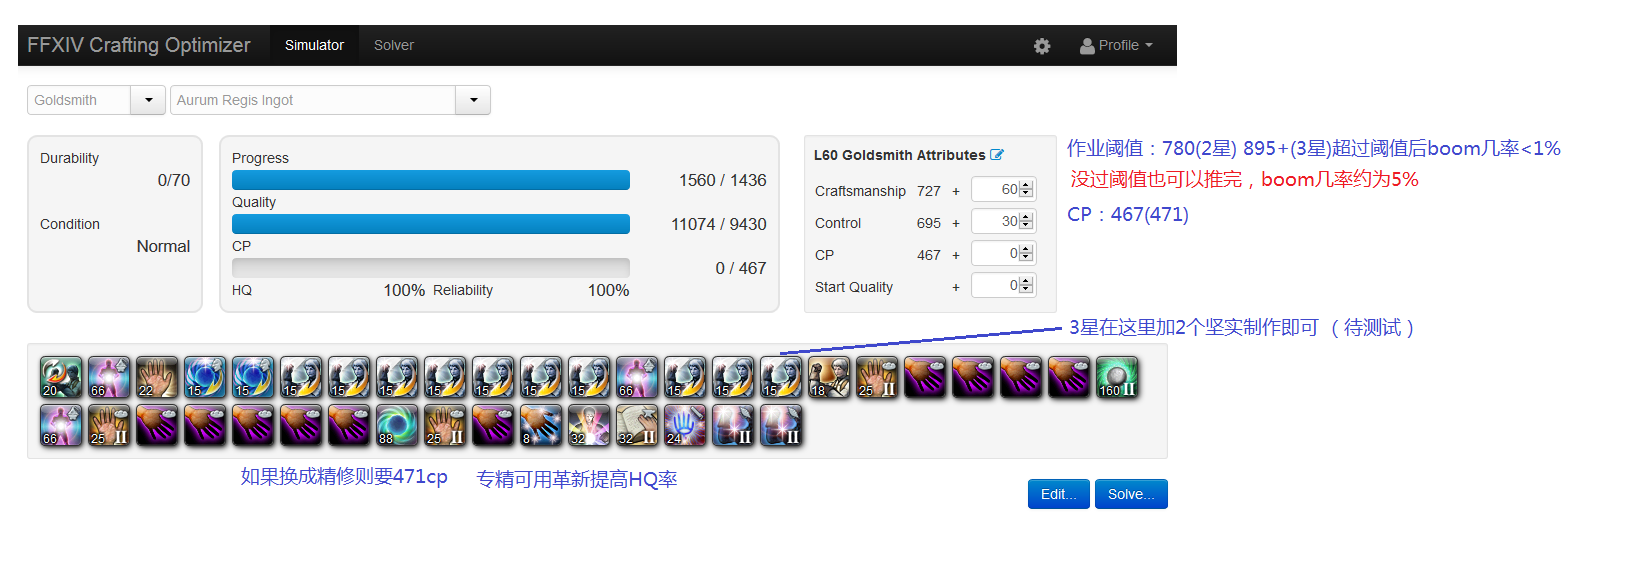 FFXIV Crafting Optimizer Simulator Solver Profile
Goldsmith Aurum Regis Ingot
Durability
0/70
Condition
Normal
Progress
1560 / 1436
Quality
11074 / 9430
CP
0 / 467
HQ 100% Reliability 100%
L60 Goldsmith Attributes
Craftsmanship 727 + 60
Control 695 + 30
CP 467 + 0
Start Quality + 0
作业阈值：780(2星) 895+(3星)超过阈值后boom几率<1%
没过阈值也可以推完，boom几率约为5%
CP：467(471)
3星在这里加2个坚实制作即可 （待测试）
20 66 22 15 15 15 15 15 15 15 15 15 66 15 15 15 18 25 II 160 II
66 25 II 88 25 II 8 32 32 II 24 II II
如果换成精修则要471cp
专精可用革新提高HQ率
Edit... Solve...